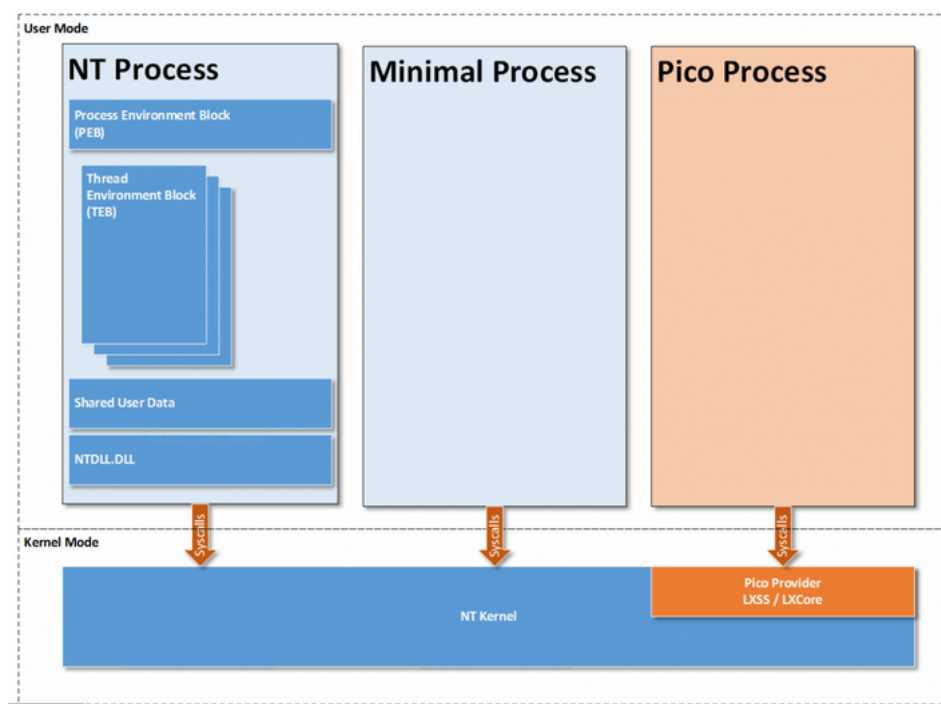 User Mode
NT Process
Process Environment Block
(PEB)
Thread
Environment Block
(TEB)
Shared User Data
NTDLL.DLL
Minimal Process
Pico Process
Syscalls
Syscalls
Syscalls
Kernel Mode
Pico Provider
LXSS / LXCore
NT Kernel